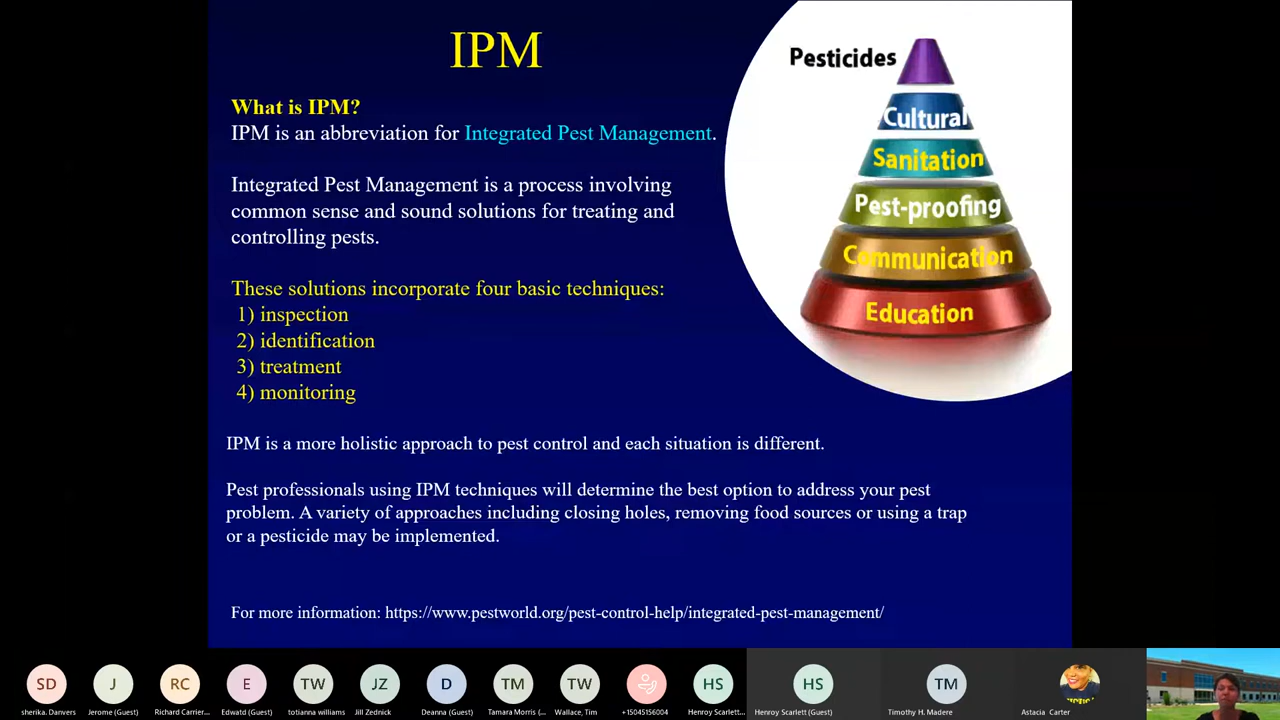 IPM
What is IPM?
IPM is an abbreviation for Integrated Pest Management.
Integrated Pest Management is a process involving
common sense and sound solutions for treating and
controlling pests.
These solutions incorporate four basic techniques:
1) inspection
2) identification
3) treatment
4) monitoring
IPM is a more holistic approach to pest control and each situation is different.
Pest professionals using IPM techniques will determine the best option to address your pest
problem. A variety of approaches including closing holes, removing food sources or using a trap
or a pesticide may be implemented.
For more information: https://www.pestworld.org/pest-control-help/integrated-pest-management/
Pesticides
Cultural
Sanitation
Pest-proofing
Communication
Education
SD
J
RC
E
TW
JZ
D
TM
TW
HS
HS
TM
sherika. Danvers
Jerome (Guest)
Richard Carrier...
Edwatd (Guest)
totianna williams
Jill Zednick
Deanna (Guest)
Tamara Morris (...
Wallace, Tim
+15045156004
Henroy Scarlett...
Henroy Scarlett (Guest)
Timothy H. Madere
Astacia Carter